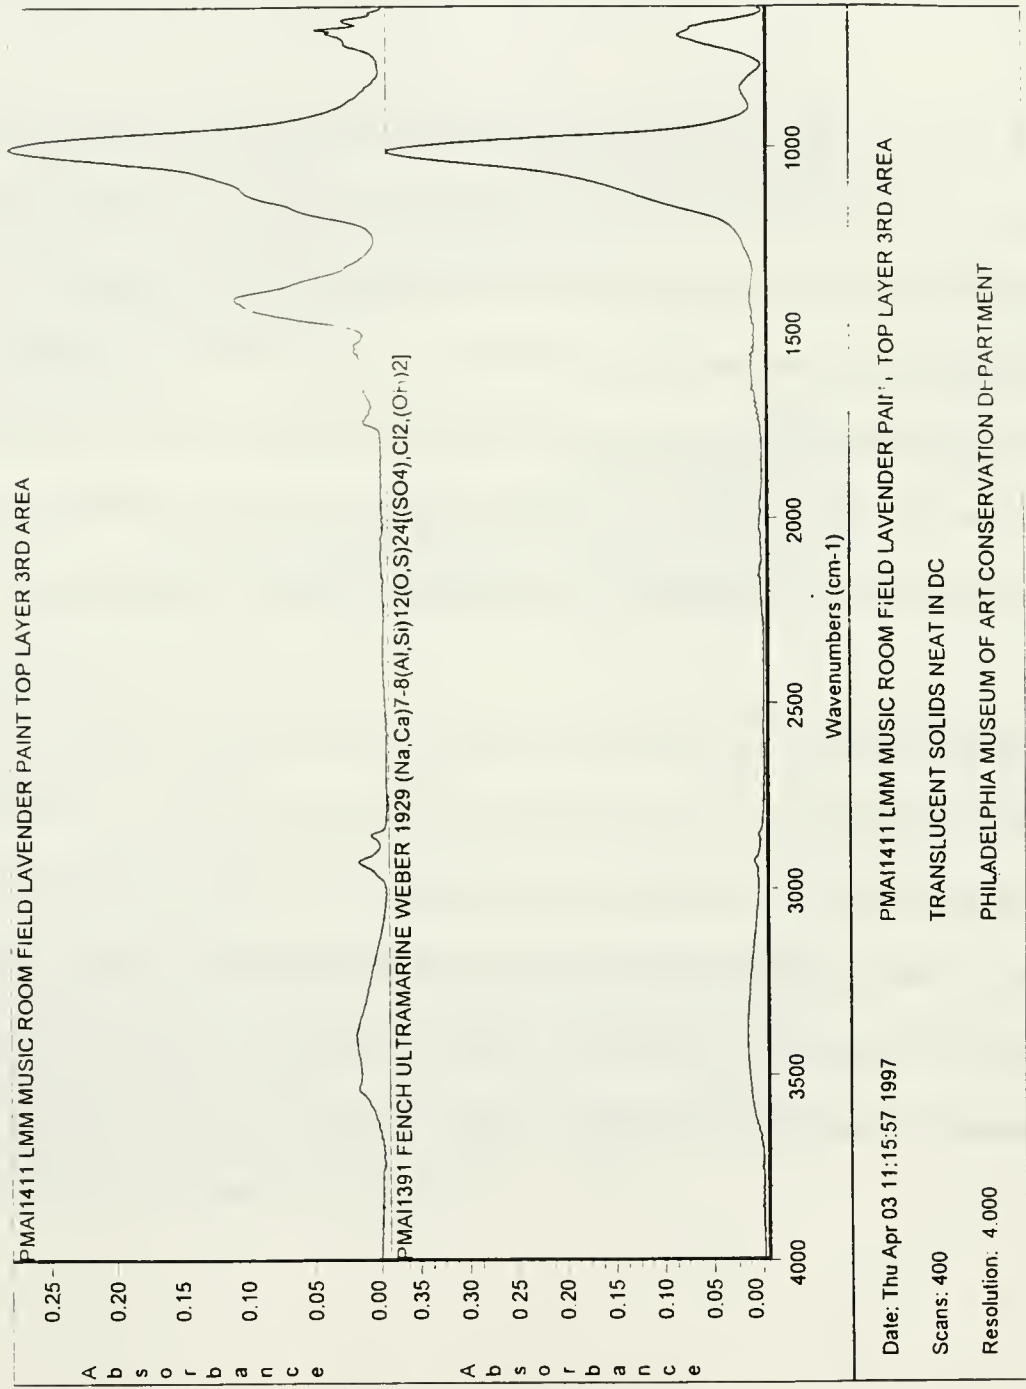 PMAI1411 LMM MUSIC ROOM FIELD LAVENDER PAINT TOP LAYER 3RD AREA
0.25
0.20
0.15
0.10
0.05
0.00
Absorbance
PMAI1391 FENCH ULTRAMARINE WEBER 1929 (Na,Ca)7-8(Al,Si)12(O,S)24[(SO4),Cl2,(OH)2]
0.35
0.30
0.25
0.20
0.15
0.10
0.05
0.00
Absorbance
4000 3500 3000 2500 2000 1500 1000
Wavenumbers (cm-1)
Date: Thu Apr 03 11:15:57 1997 PMAI1411 LMM MUSIC ROOM FIELD LAVENDER PAINT, TOP LAYER 3RD AREA
Scans: 400 TRANSLUCENT SOLIDS NEAT IN DC
Resolution: 4.000 PHILADELPHIA MUSEUM OF ART CONSERVATION DEPARTMENT